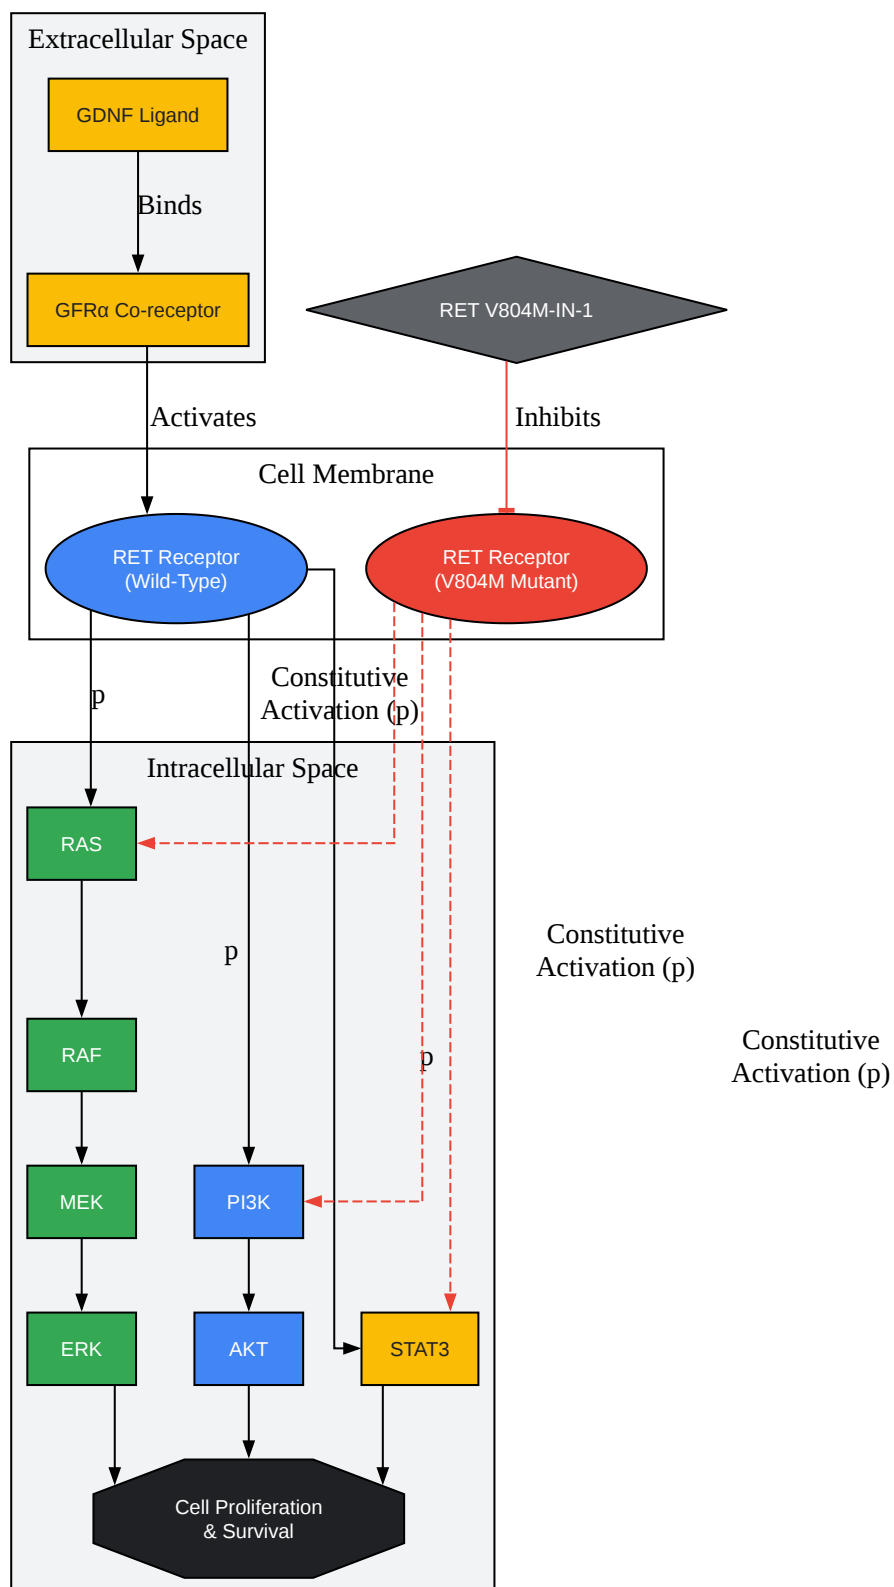 Extracellular Space
GDNF Ligand
Binds
GFRα Co-receptor
RET V804M-IN-1
Activates
Inhibits
Cell Membrane
RET Receptor
(Wild-Type)
RET Receptor
(V804M Mutant)
p
Constitutive
Activation (p)
Intracellular Space
RAS
p
Constitutive
Activation (p)
RAF
p
Constitutive
Activation (p)
MEK
PI3K
ERK
AKT
STAT3
Cell Proliferation
& Survival